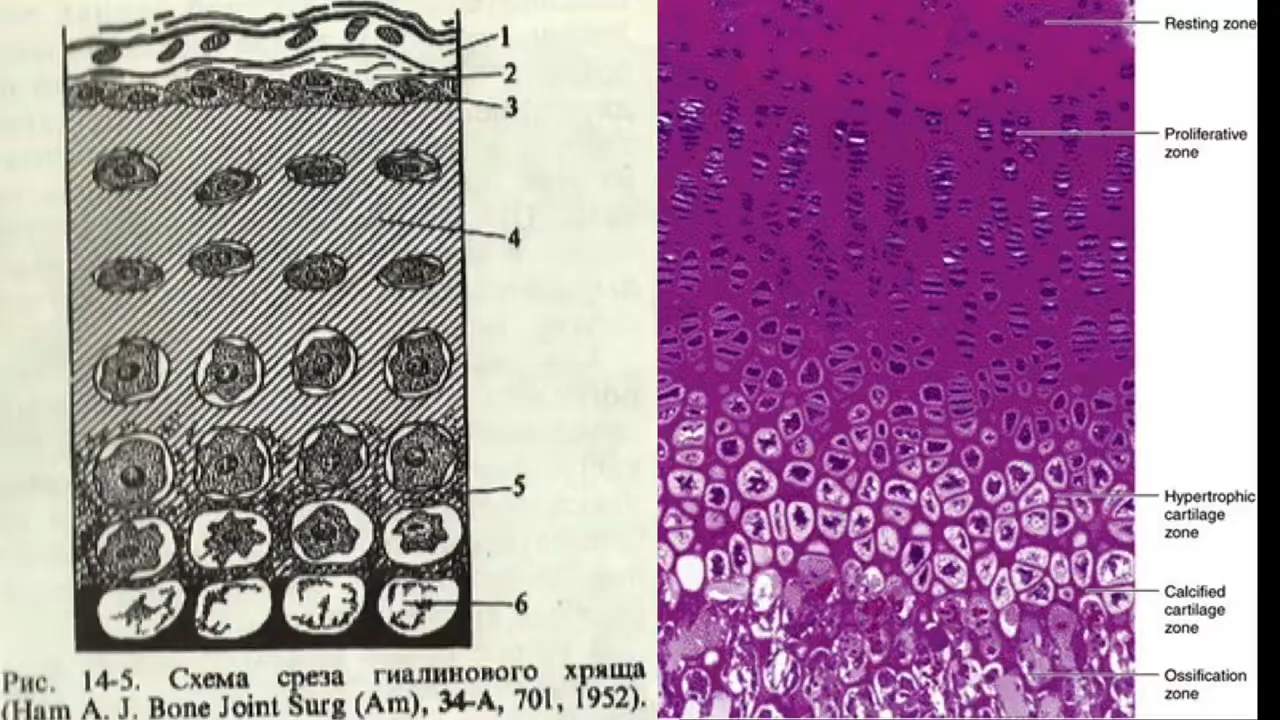 1
2
3
4
5
6
Рис. 14-5. Схема среза гиалинового хряща
(Ham A. J. Bone Joint Surg (Am), 34-A, 701, 1952).
Resting zone
Proliferative
zone
Hypertrophic
cartilage
zone
Calcified
cartilage
zone
Ossification
zone